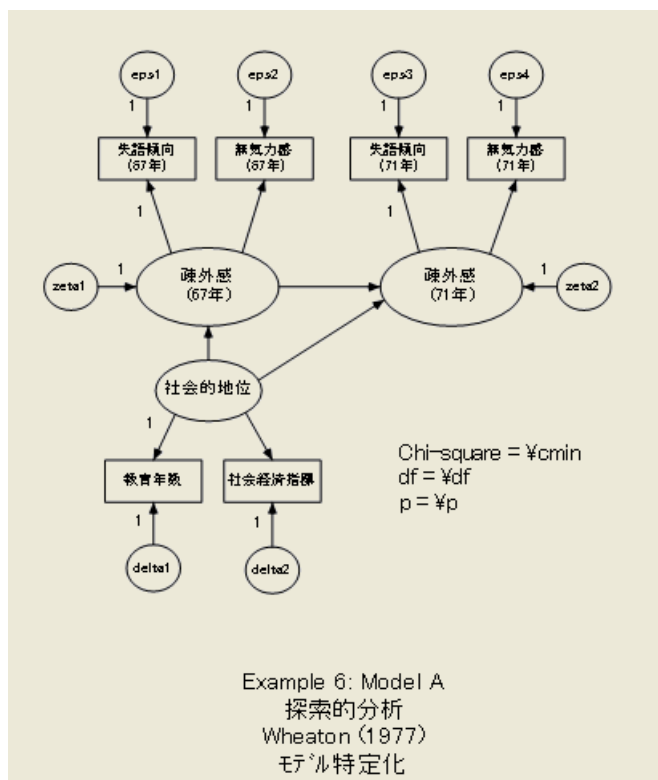 eps1
eps2
eps3
eps4
1
1
1
1
失語傾向
(67年)
無気力感
(67年)
失語傾向
(71年)
無気力感
(71年)
1
1
1
疎外感
(67年)
疎外感
(71年)
1
zeta1
zeta2
社会的地位
1
Chi-square = ¥cmin
df = ¥df
p = ¥p
教育年数
社会経済指標
1
1
delta1
delta2
Example 6: Model A
探索的分析
Wheaton (1977)
モデル特定化